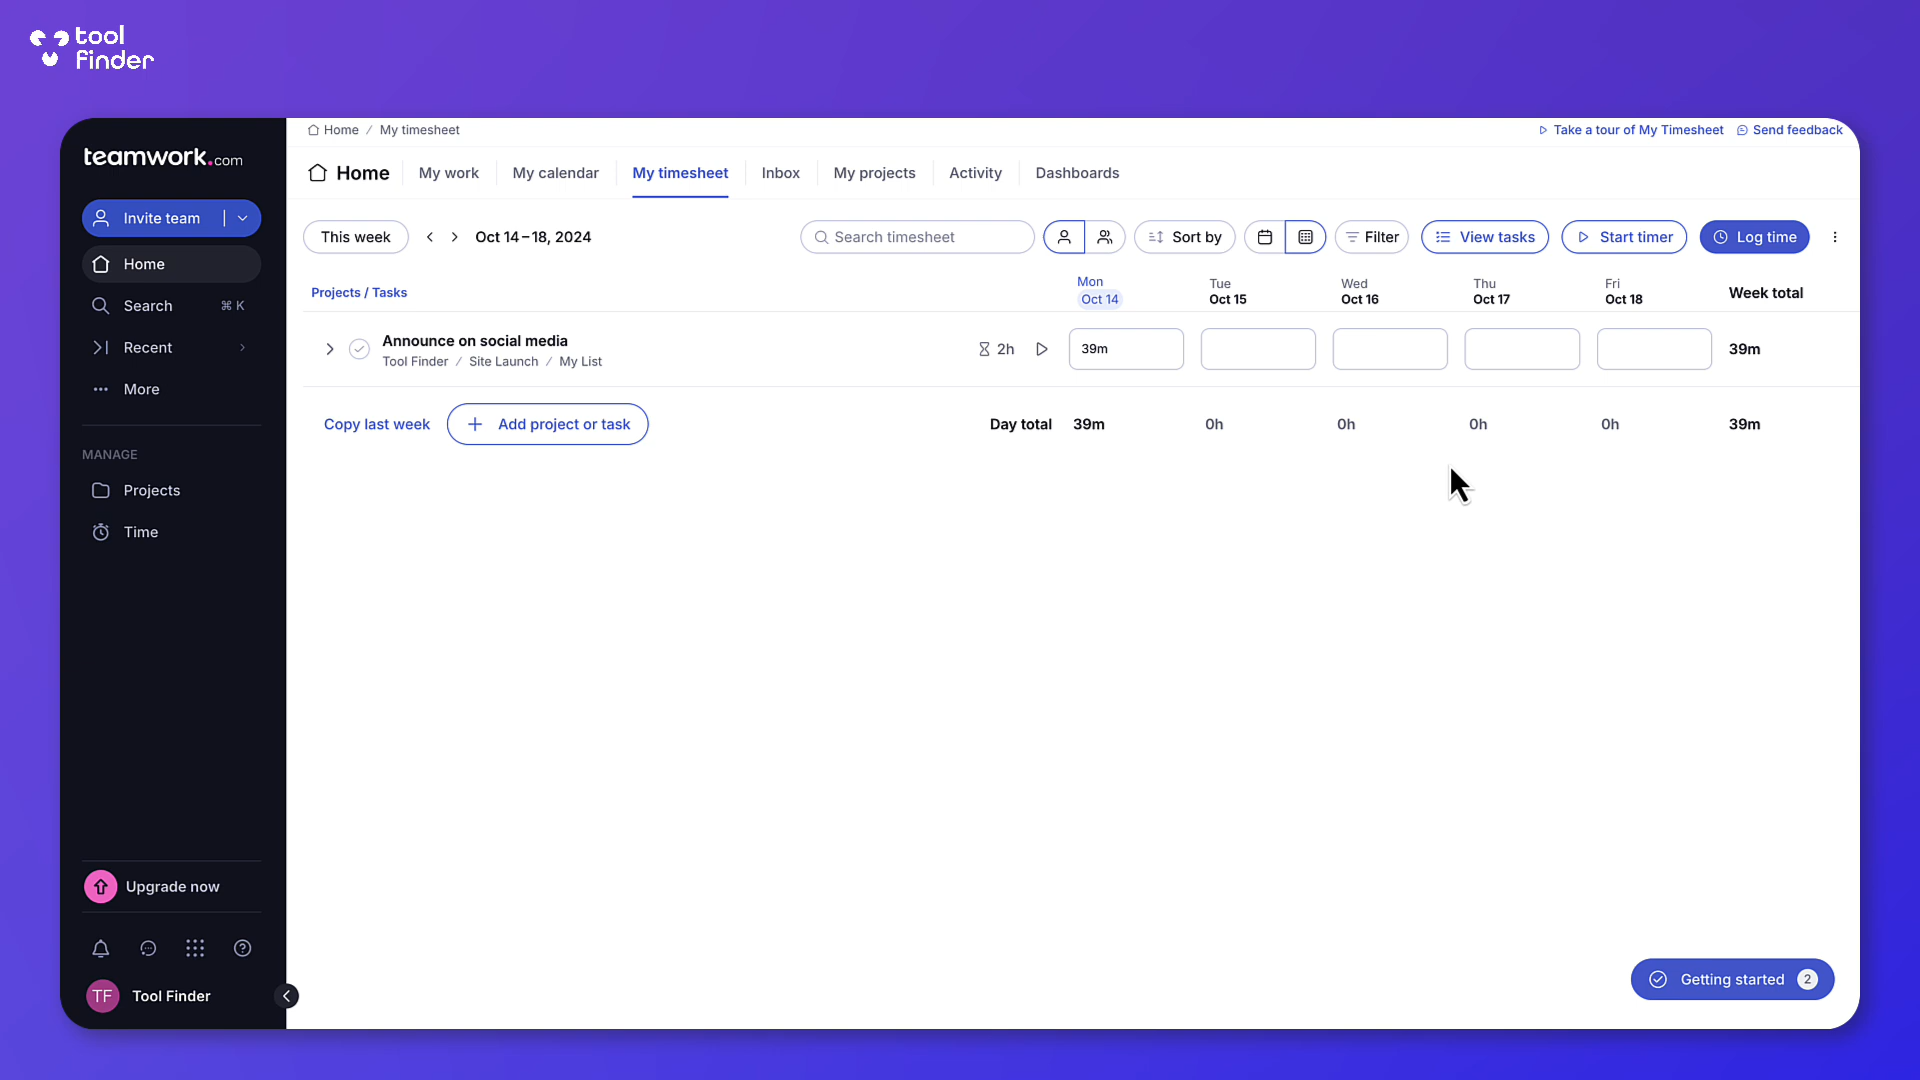 tool
finder
teamwork.com
Invite team
Home
Search ⌘ K
Recent
More
MANAGE
Projects
Time
Upgrade now
TF Tool Finder
Home / My timesheet
Take a tour of My Timesheet Send feedback
Home My work My calendar My timesheet Inbox My projects Activity Dashboards
This week Oct 14–18, 2024 Search timesheet Sort by Filter View tasks Start timer Log time
Projects / Tasks
Mon Tue Wed Thu Fri
Oct 14 Oct 15 Oct 16 Oct 17 Oct 18 Week total
Announce on social media
Tool Finder / Site Launch / My List
2h 39m 39m
Copy last week Add project or task Day total 39m 0h 0h 0h 0h 39m
Getting started 2